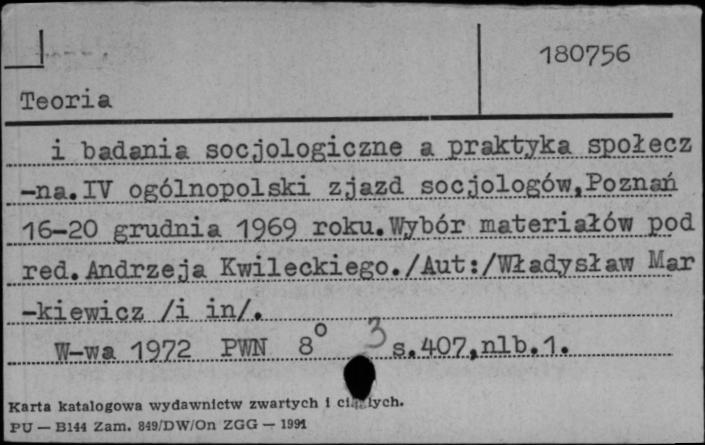 180756
Teoria
i badania socjologiczne a praktyka społecz
-na.IV ogólnopolski zjazd socjologów,Poznań
16-20 grudnia 1969 roku.Wybór materiałów pod
red.Andrzeja Kwileckiego./Aut:/Władysław Mar
-kiewicz /i in/.
W-wa 1972 PWN 8° 3 s.407,nlb.1.
Karta katalogowa wydawnictw zwartych i
PU — B144 Zam. 849/DW/On ZGG — 1991